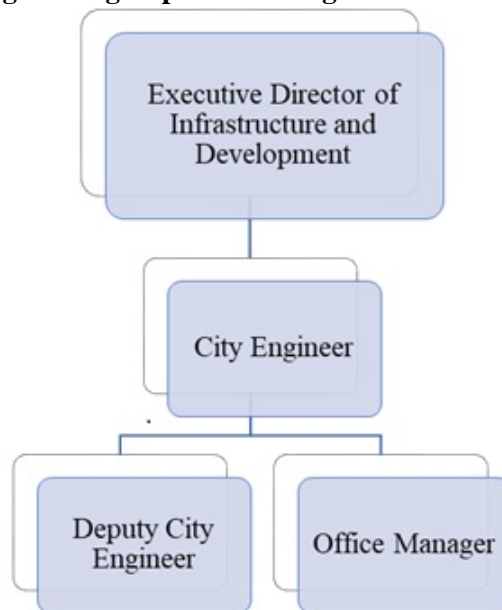 Executive Director of
Infrastructure and
Development
City Engineer
Deputy City
Engineer
Office Manager